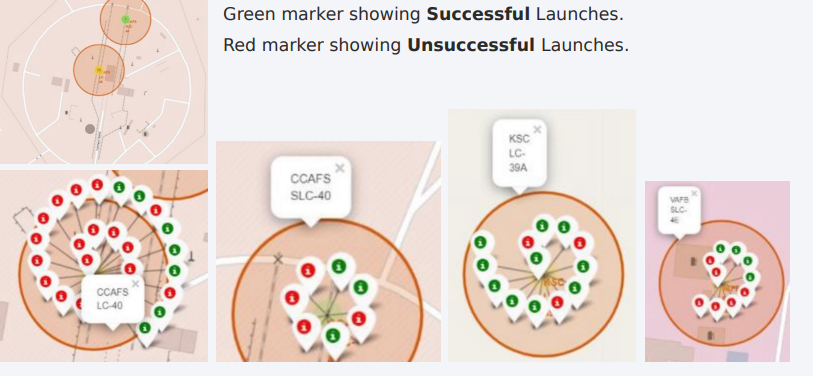 Green marker showing Successful Launches.
Red marker showing Unsuccessful Launches.
CCAFS
LC-40
CCAFS
SLC-40
KSC
LC-
39A
VAFB
SLC-
4E